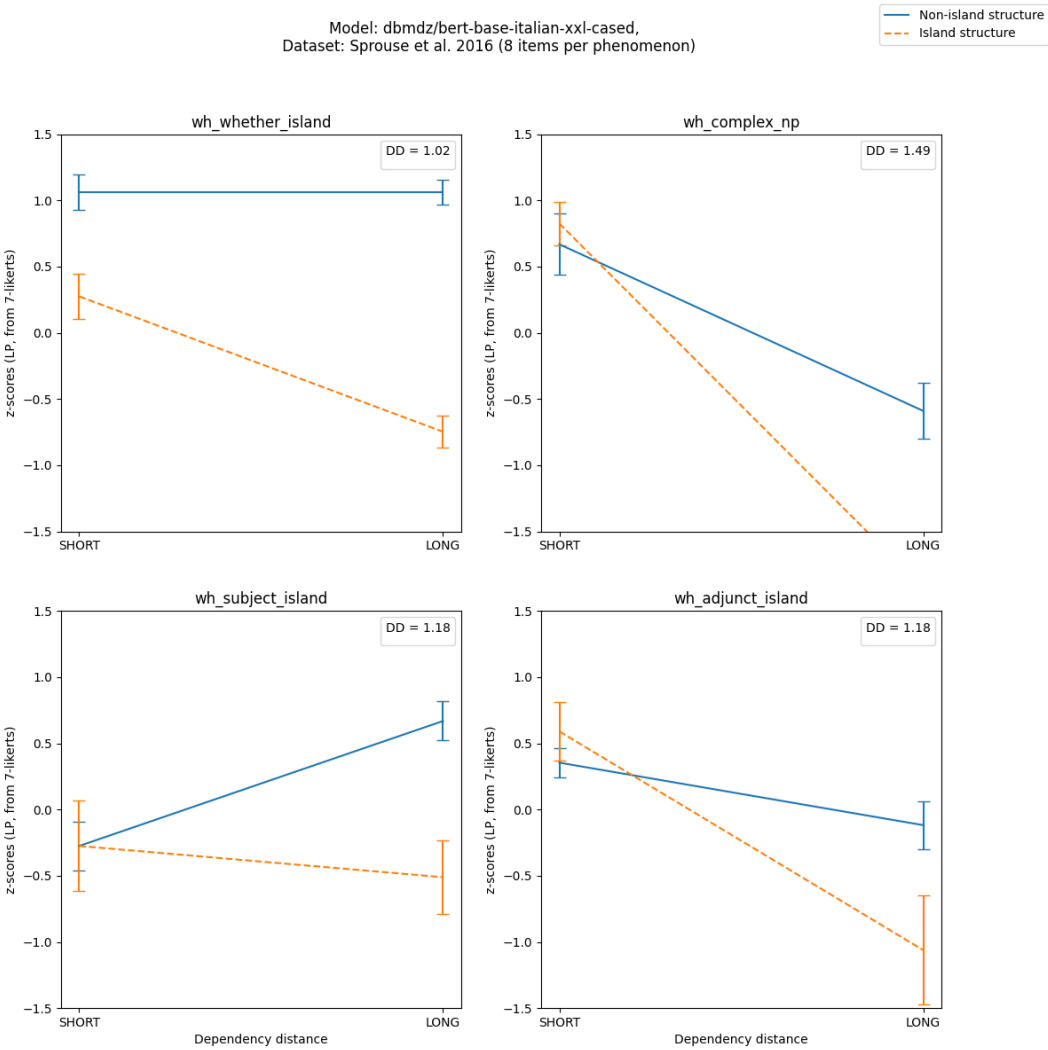 Model: dbmdz/bert-base-italian-xxl-cased,
Dataset: Sprouse et al. 2016 (8 items per phenomenon)
Non-island structure
Island structure
wh_whether_island
DD = 1.02
1.5
1.0
0.5
0.0
−0.5
−1.0
−1.5
z-scores (LP, from 7-likerts)
SHORT
LONG
wh_complex_np
DD = 1.49
1.5
1.0
0.5
0.0
−0.5
−1.0
−1.5
z-scores (LP, from 7-likerts)
SHORT
LONG
wh_subject_island
DD = 1.18
1.5
1.0
0.5
0.0
−0.5
−1.0
−1.5
z-scores (LP, from 7-likerts)
SHORT
LONG
Dependency distance
wh_adjunct_island
DD = 1.18
1.5
1.0
0.5
0.0
−0.5
−1.0
−1.5
z-scores (LP, from 7-likerts)
SHORT
LONG
Dependency distance